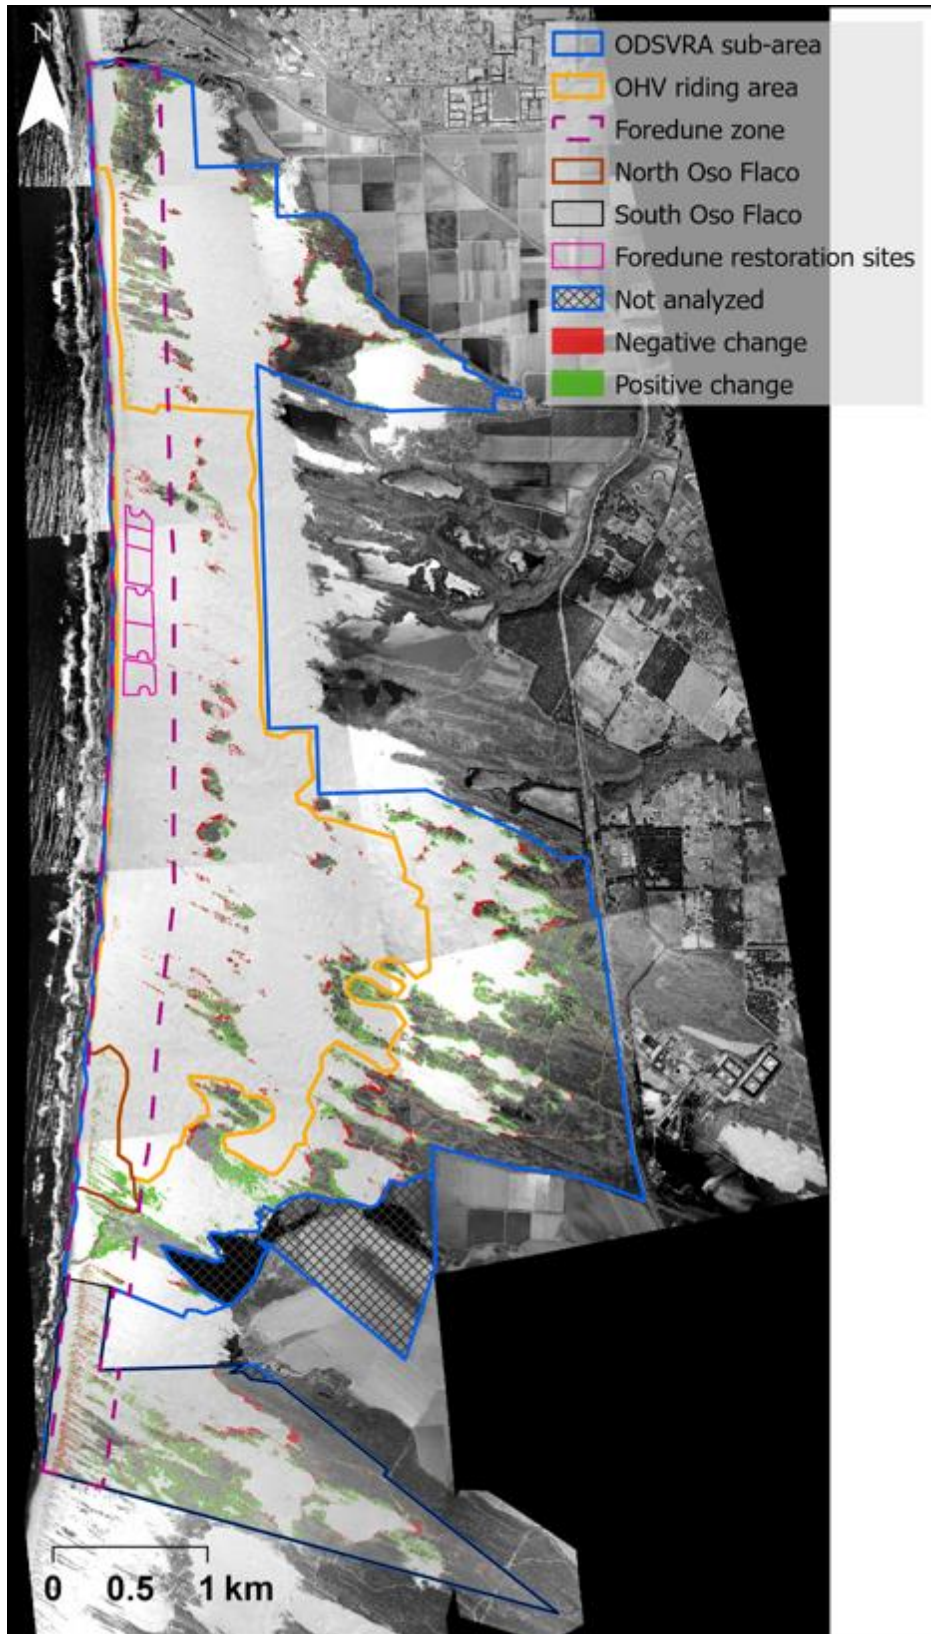 N
ODSVRA sub-area
OHV riding area
Foredune zone
North Oso Flaco
South Oso Flaco
Foredune restoration sites
Not analyzed
Negative change
Positive change
0 0.5 1 km